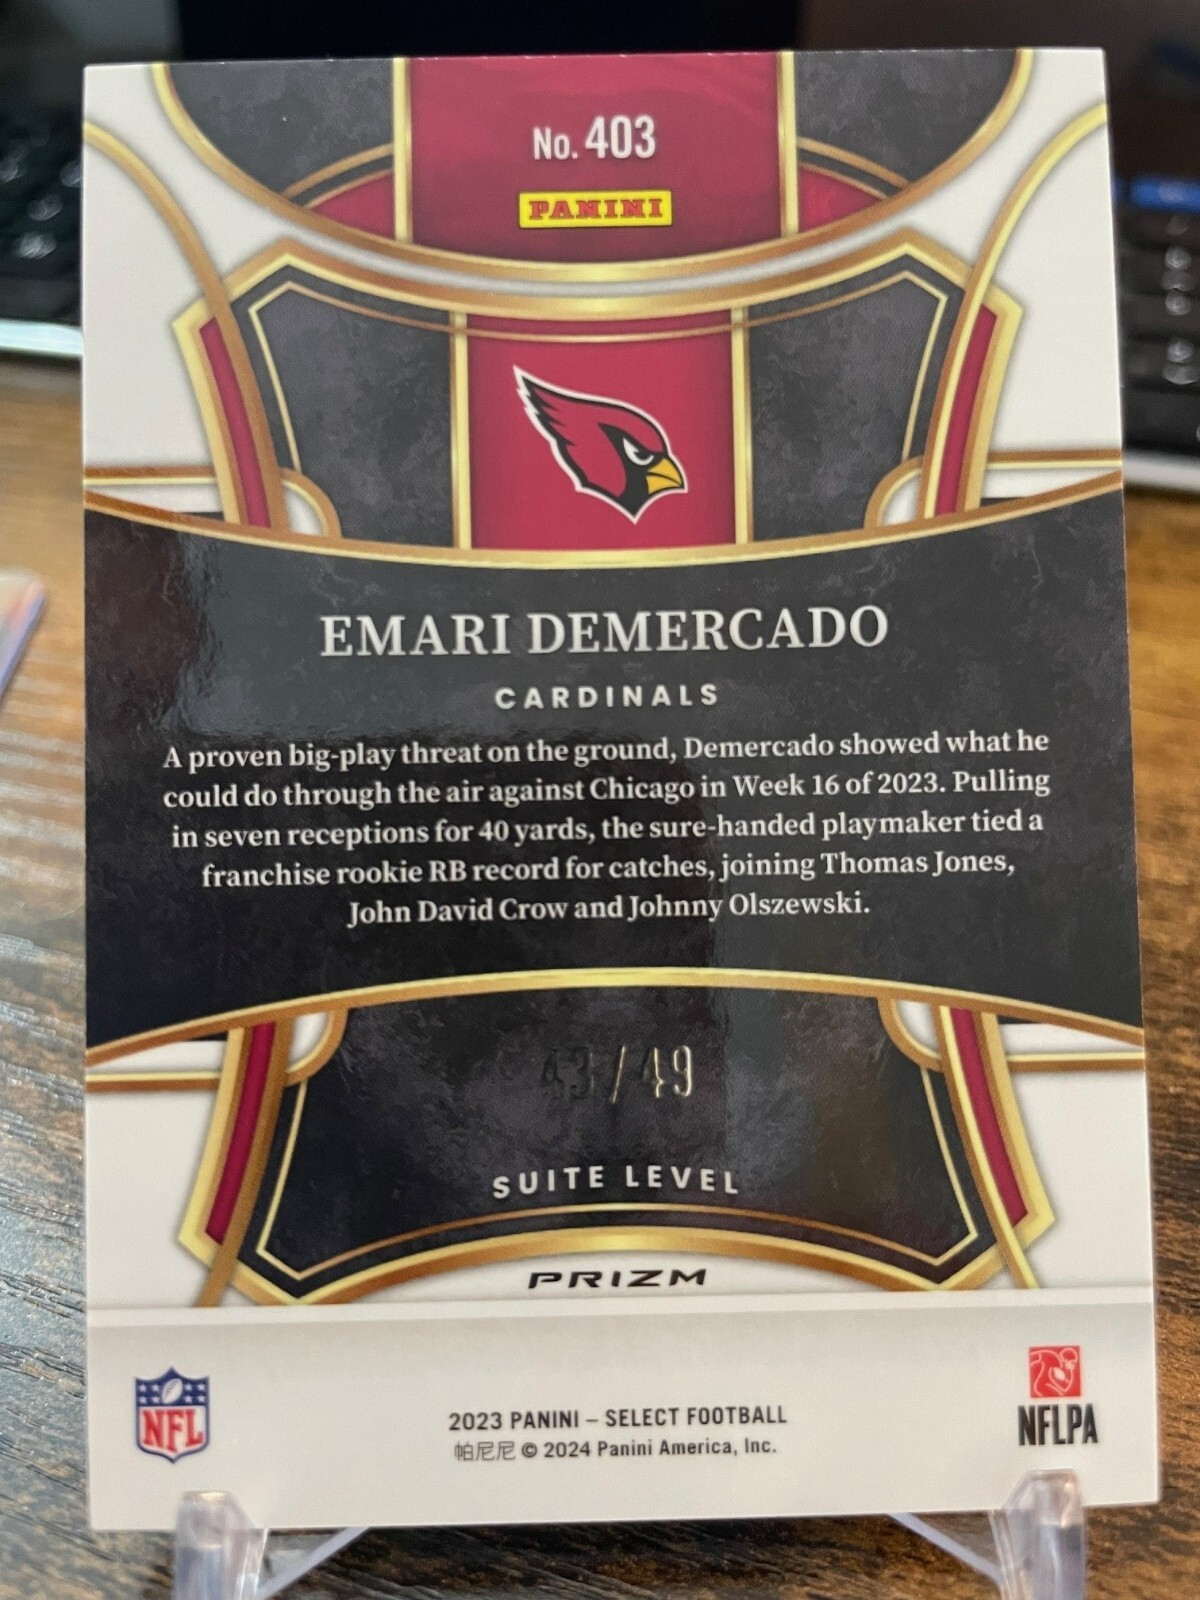 No. 403
PANINI
EMARI DEMERCADO
CARDINALS
A proven big-play threat on the ground, Demercado showed what he
could do through the air against Chicago in Week 16 of 2023. Pulling
in seven receptions for 40 yards, the sure-handed playmaker tied a
franchise rookie RB record for catches, joining Thomas Jones,
John David Crow and Johnny Olszewski.
43/49
SUITE LEVEL
PRIZM
NFL
2023 PANINI – SELECT FOOTBALL
帕尼尼 © 2024 Panini America, Inc.
NFLPA